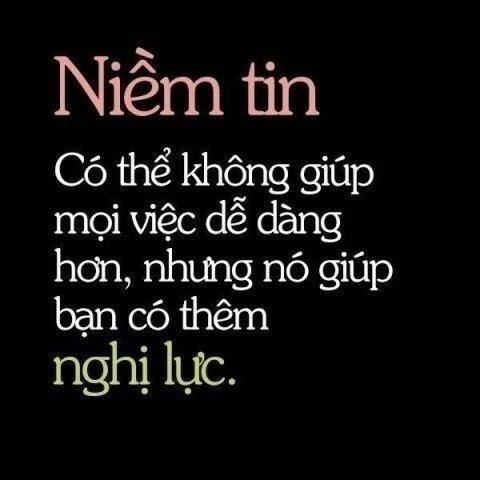 Niềm tin
Có thể không giúp
mọi việc dễ dàng
hơn, nhưng nó giúp
bạn có thêm
nghị lực.